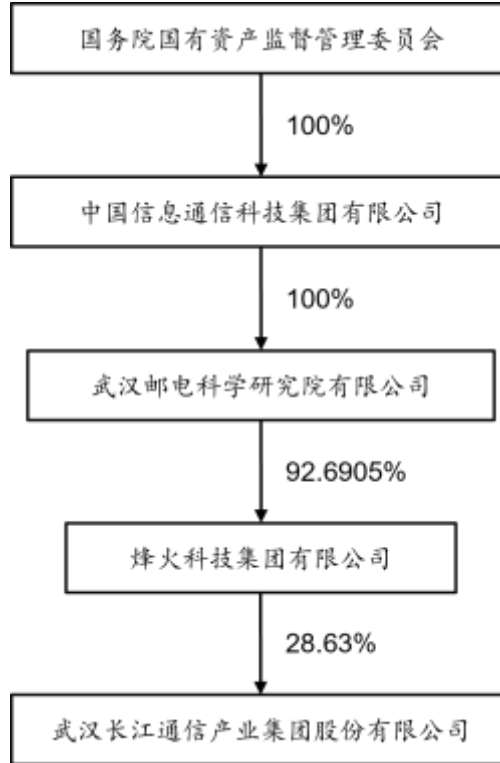 国务院国有资产监督管理委员会
100%
中国信息通信科技集团有限公司
100%
武汉邮电科学研究院有限公司
92.6905%
烽火科技集团有限公司
28.63%
武汉长江通信产业集团股份有限公司